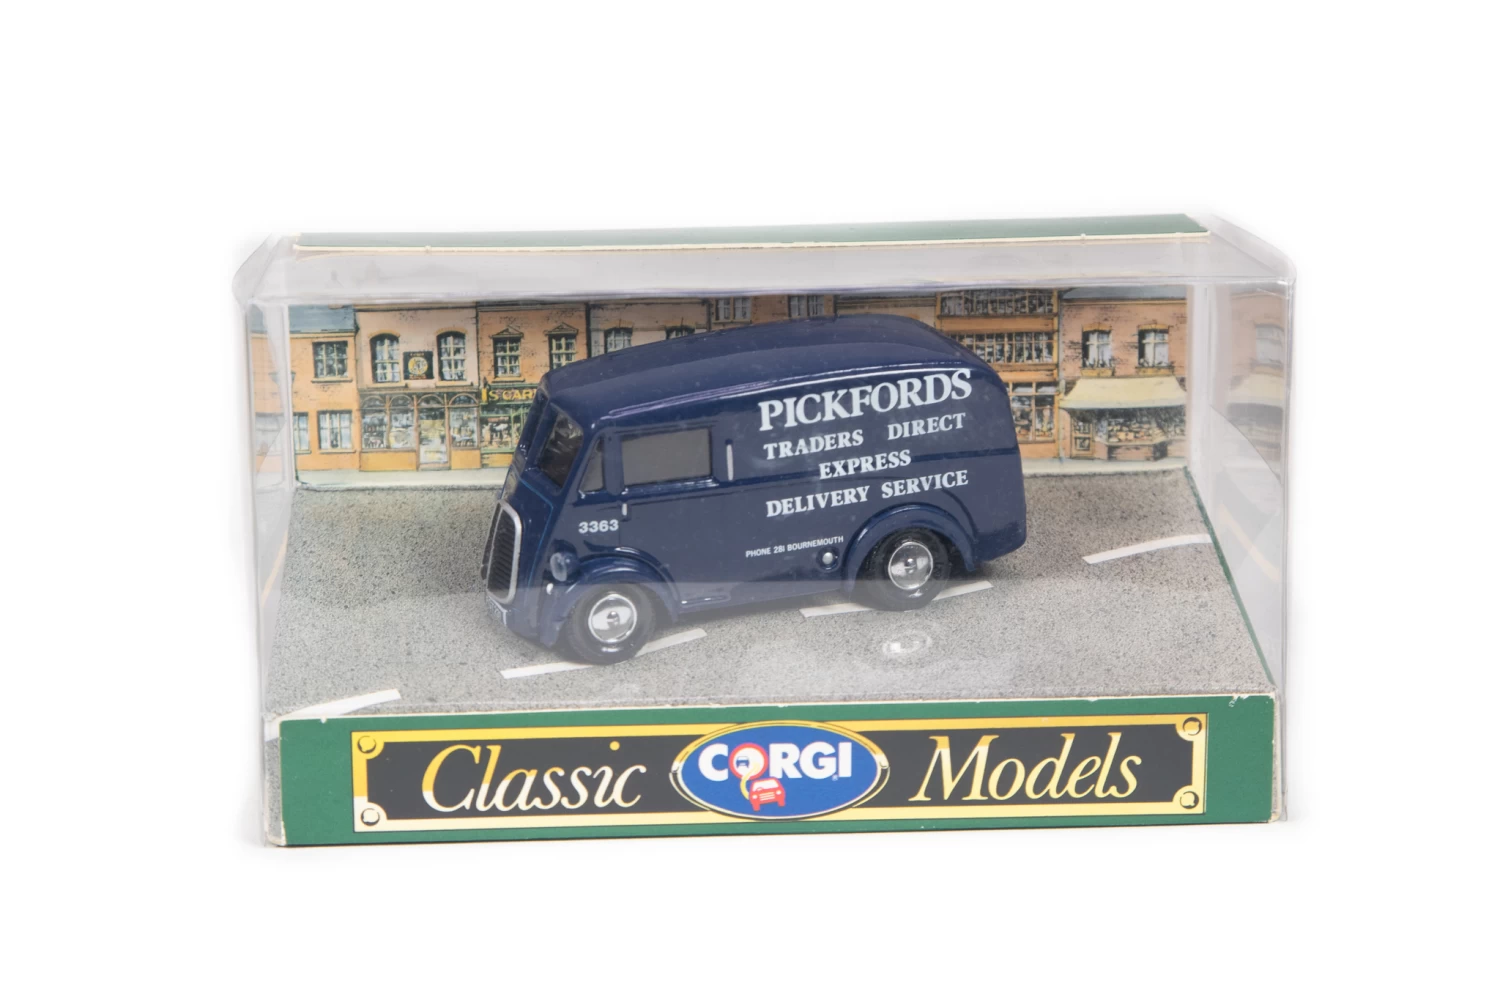 PICKFORDS
TRADERS DIRECT
EXPRESS
DELIVERY SERVICE
3363
PHONE 281 BOURNEMOUTH
Classic CORGI Models